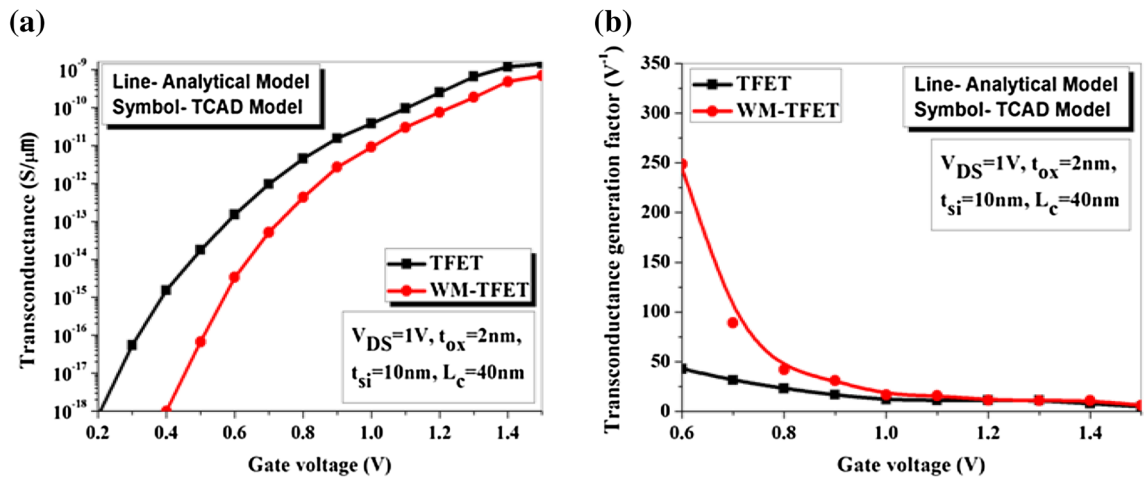 (a)
Transconductance (S/µm)
10⁻⁹
10⁻¹⁰
10⁻¹¹
10⁻¹²
10⁻¹³
10⁻¹⁴
10⁻¹⁵
10⁻¹⁶
10⁻¹⁷
10⁻¹⁸
Line- Analytical Model
Symbol- TCAD Model
TFET
WM-TFET
V_DS=1V, t_ox=2nm,
t_si=10nm, L_c=40nm
0.2 0.4 0.6 0.8 1.0 1.2 1.4
Gate voltage (V)
(b)
Transconductance generation factor (V⁻¹)
350
300
250
200
150
100
50
0
TFET
WM-TFET
Line- Analytical Model
Symbol- TCAD Model
V_DS=1V, t_ox=2nm,
t_si=10nm, L_c=40nm
0.6 0.8 1.0 1.2 1.4
Gate voltage (V)